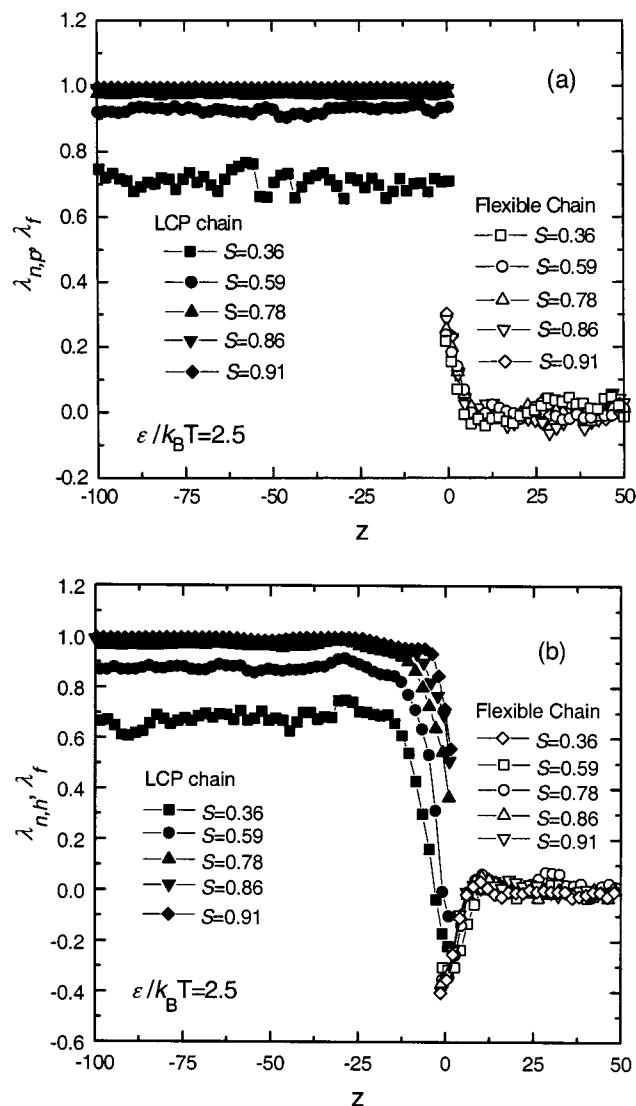 (a)
1.2
1.0
0.8
0.6
0.4
0.2
0.0
-0.2
λn,p, λf
LCP chain
S=0.36
S=0.59
S=0.78
S=0.86
S=0.91
Flexible Chain
S=0.36
S=0.59
S=0.78
S=0.86
S=0.91
ε/kBT=2.5
-100 -75 -50 -25 0 25 50
z
(b)
1.2
1.0
0.8
0.6
0.4
0.2
0.0
-0.2
-0.4
-0.6
λn,h, λf
LCP chain
S=0.36
S=0.59
S=0.78
S=0.86
S=0.91
Flexible Chain
S=0.36
S=0.59
S=0.78
S=0.86
S=0.91
ε/kBT=2.5
-100 -75 -50 -25 0 25 50
z